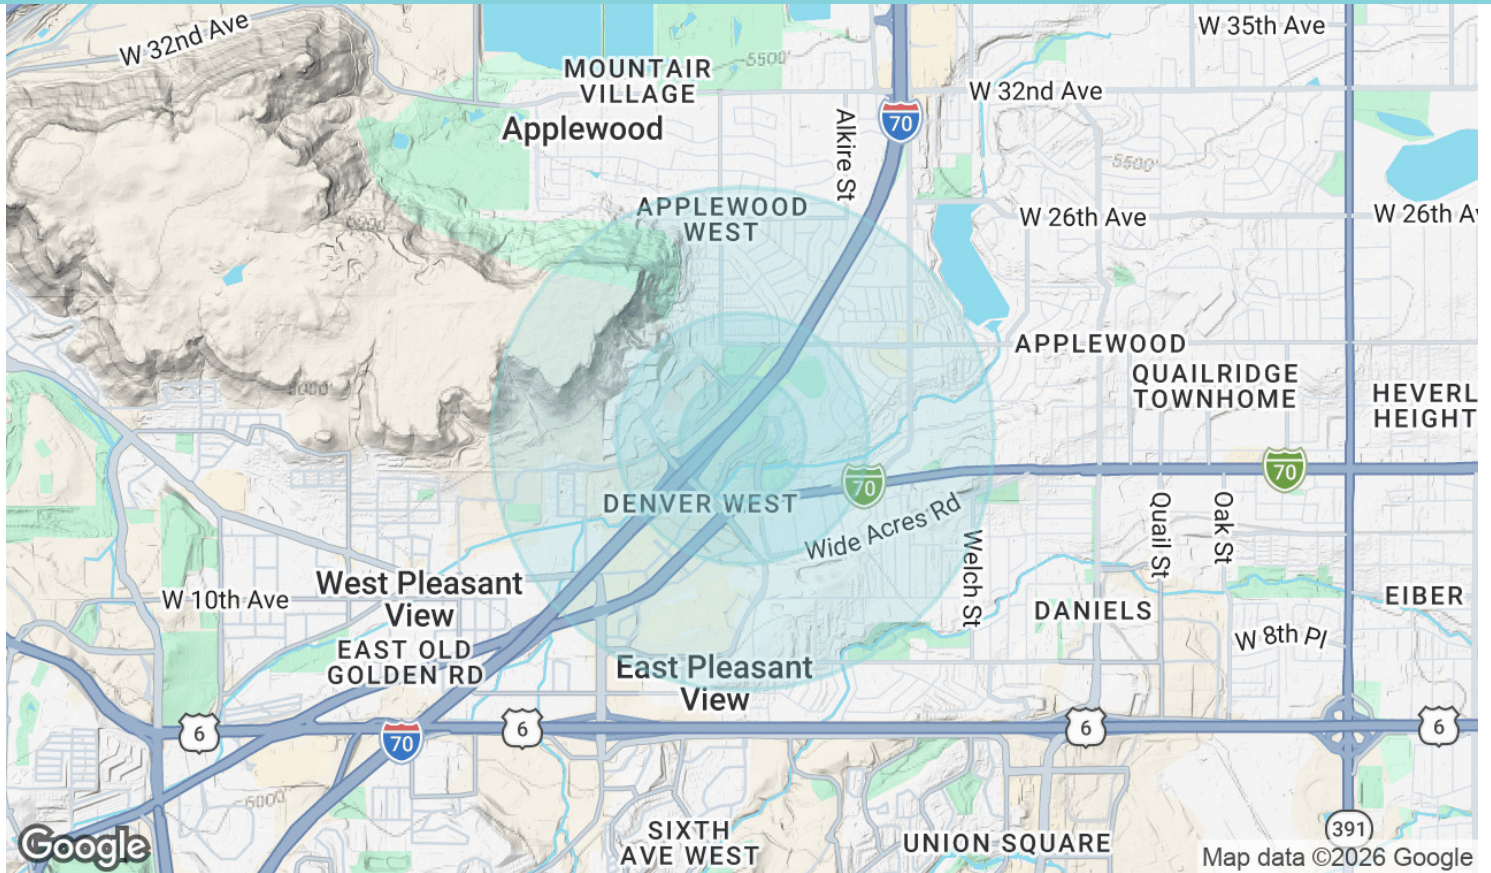 W 32nd Ave
W 35th Ave
5500'
MOUNTAIR
VILLAGE
W 32nd Ave
Applewood
Alkire St
70
5500'
APPLEWOOD
WEST
W 26th Ave
W 26th Av
APPLEWOOD
QUAILRIDGE
TOWNHOME
HEVERL
HEIGHT
70
70
DENVER WEST
Wide Acres Rd
Quail St
Oak St
Welch St
West Pleasant
View
W 10th Ave
DANIELS
EIBER
W 8th Pl
EAST OLD
GOLDEN RD
East Pleasant
View
6
6
6
6
70
6000'
SIXTH
AVE WEST
UNION SQUARE
391
Google
Map data ©2026 Google